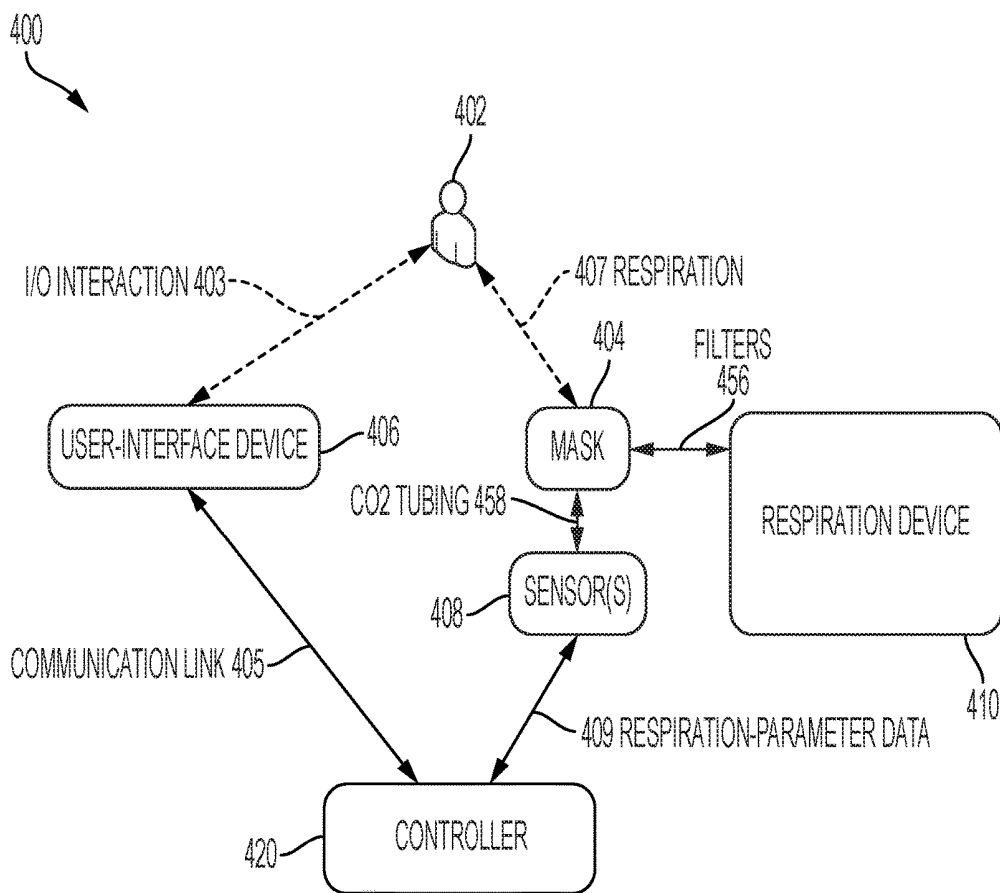 400
402
I/O INTERACTION 403
407 RESPIRATION
404
FILTERS
456
USER-INTERFACE DEVICE
406
MASK
CO2 TUBING 458
RESPIRATION DEVICE
SENSOR(S)
408
COMMUNICATION LINK 405
410
409 RESPIRATION-PARAMETER DATA
CONTROLLER
420